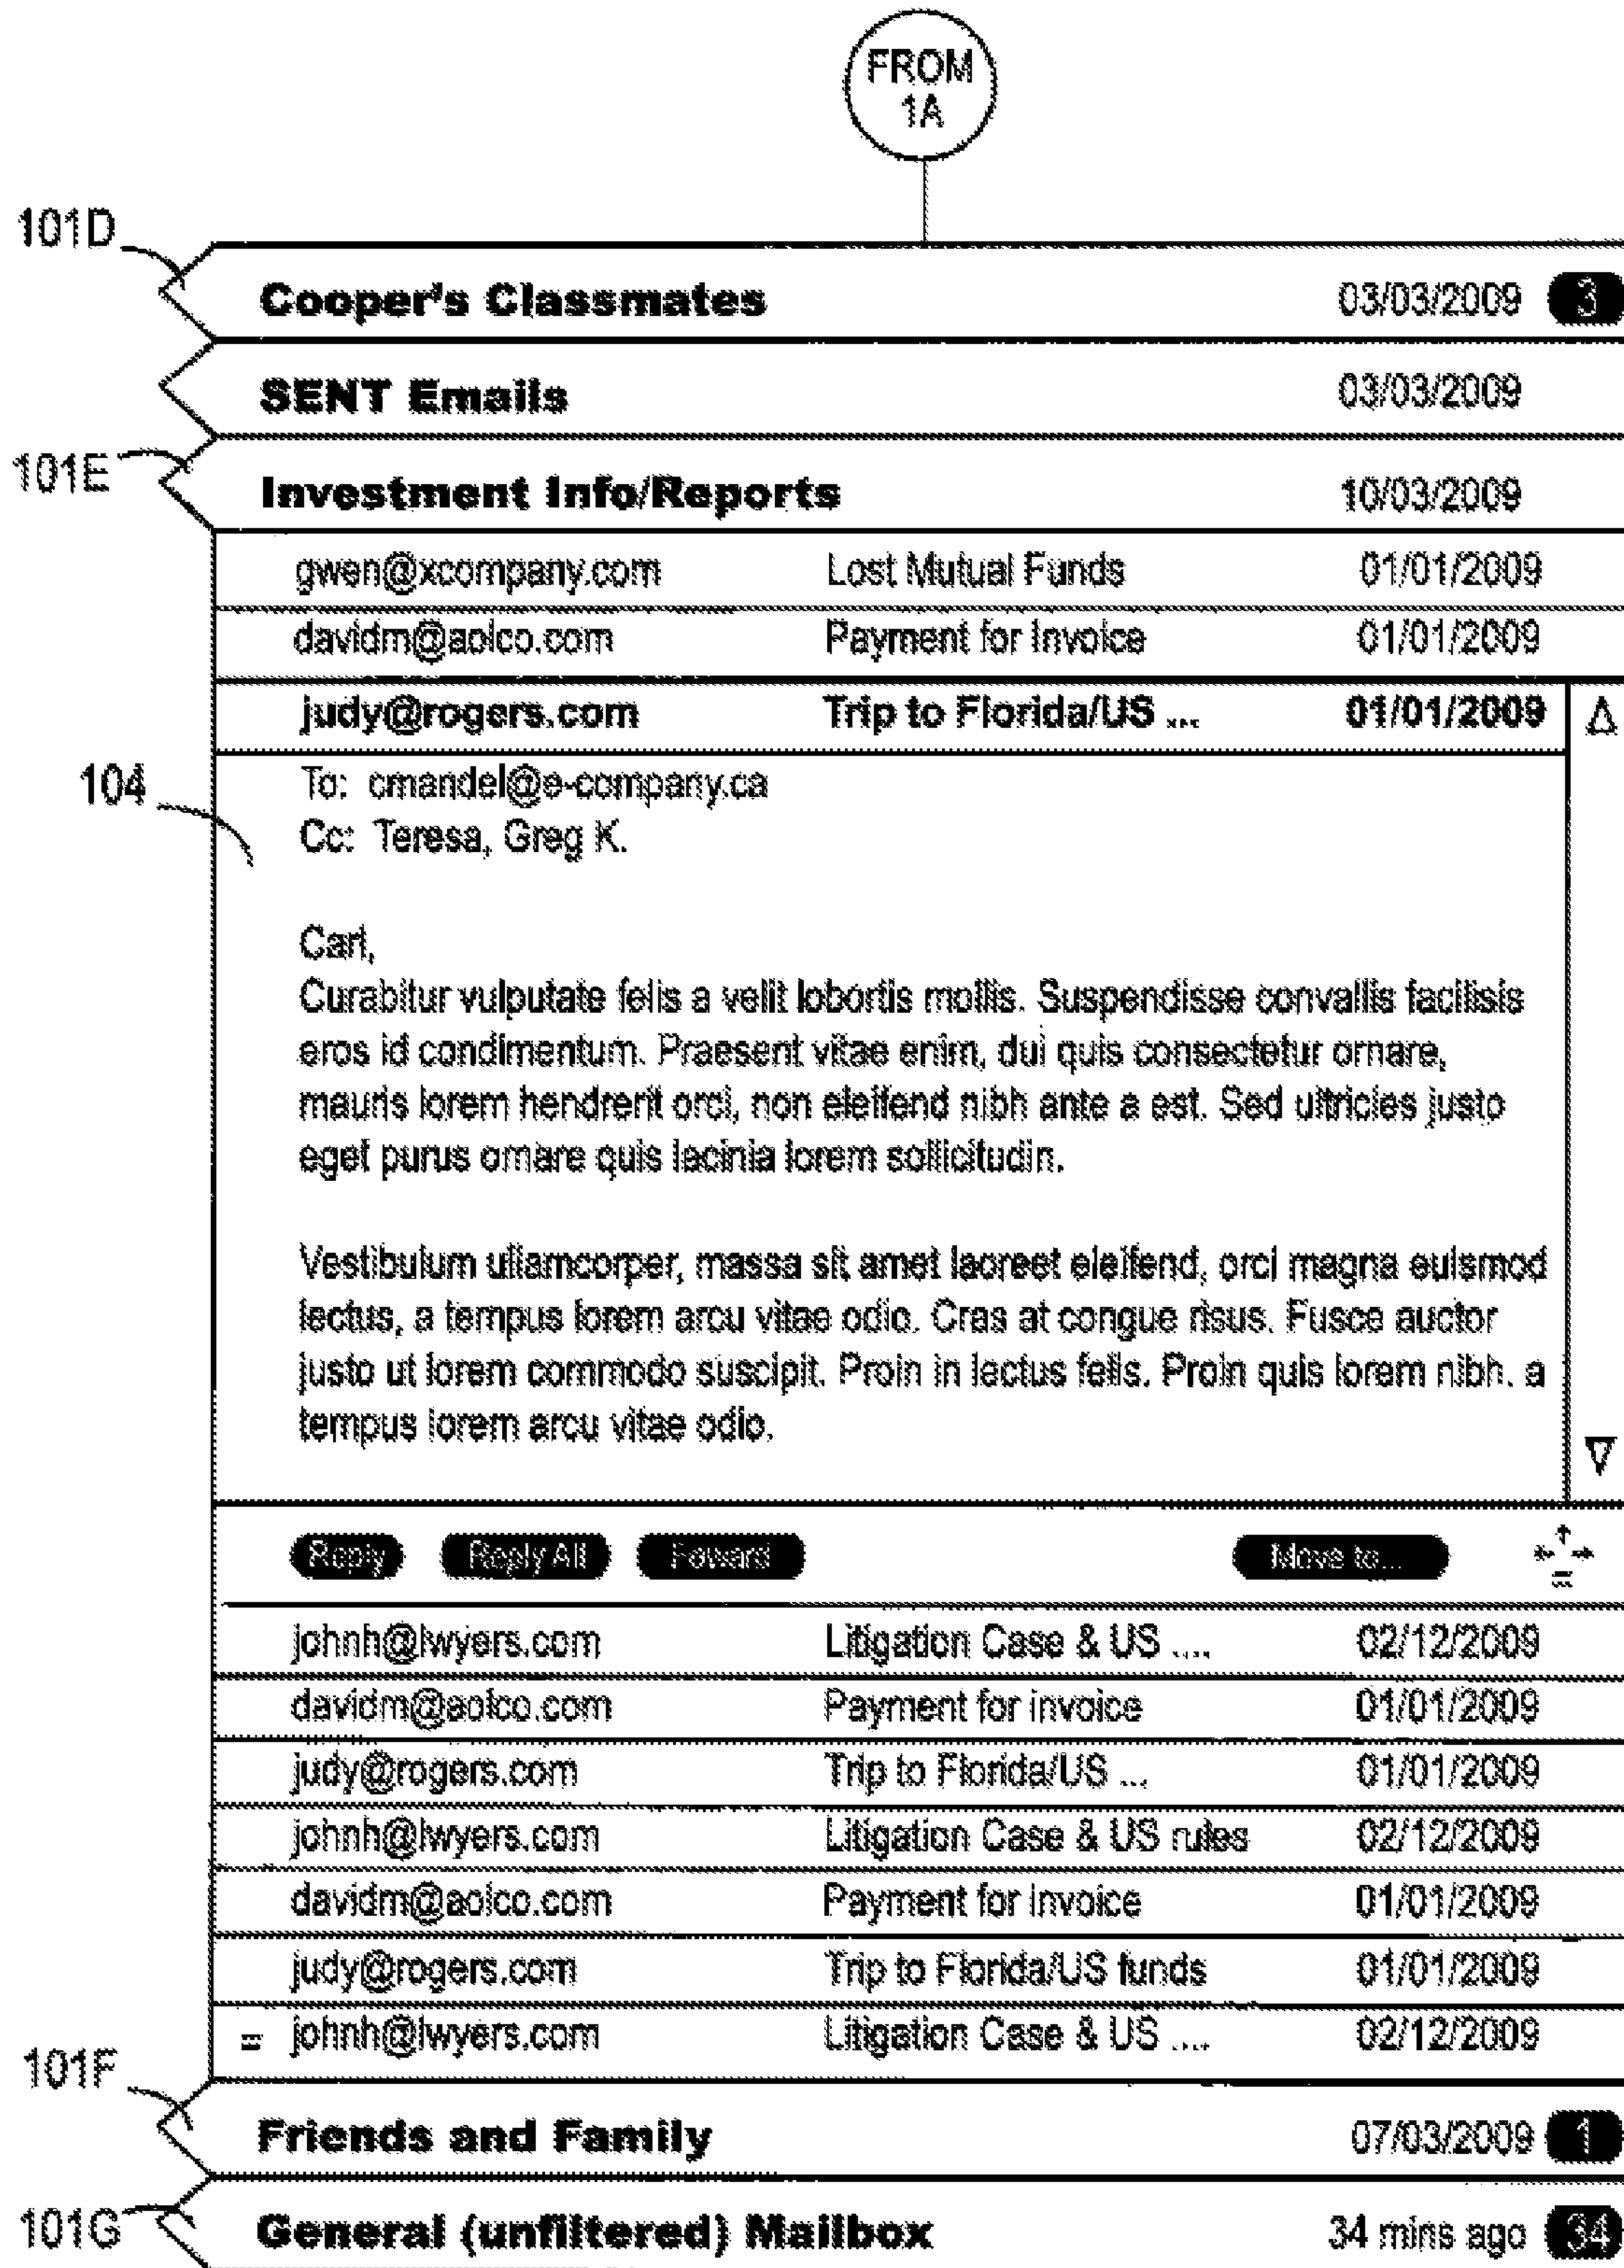 FROM
1A
101D
Cooper's Classmates 03/03/2009 3
SENT Emails 03/03/2009
101E
Investment Info/Reports 10/03/2009
gwen@xcompany.com Lost Mutual Funds 01/01/2009
davidm@aolco.com Payment for Invoice 01/01/2009
judy@rogers.com Trip to Florida/US ... 01/01/2009
104
To: cmandel@e-company.ca
Cc: Teresa, Greg K.
Carl,
Curabitur vulputate felis a velit lobortis mollis. Suspendisse convallis facilisis
eros id condimentum. Praesent vitae enim, dui quis consectetur ornare,
mauris lorem hendrerit orci, non eleifend nibh ante a est. Sed ultricies justo
eget purus ornare quis lacinia lorem sollicitudin.
Vestibulum ullamcorper, massa sit amet laoreet eleifend, orci magna euismod
lectus, a tempus lorem arcu vitae odio. Cras at congue risus. Fusce auctor
justo ut lorem commodo suscipit. Proin in lectus felis. Proin quis lorem nibh. a
tempus lorem arcu vitae odio.
Reply Reply All Foward Move to...
johnh@lwyers.com Litigation Case & US .... 02/12/2009
davidm@aolco.com Payment for invoice 01/01/2009
judy@rogers.com Trip to Florida/US ... 01/01/2009
johnh@lwyers.com Litigation Case & US rules 02/12/2009
davidm@aolco.com Payment for invoice 01/01/2009
judy@rogers.com Trip to Florida/US funds 01/01/2009
= johnh@lwyers.com Litigation Case & US .... 02/12/2009
101F
Friends and Family 07/03/2009 1
101G
General (unfiltered) Mailbox 34 mins ago 34